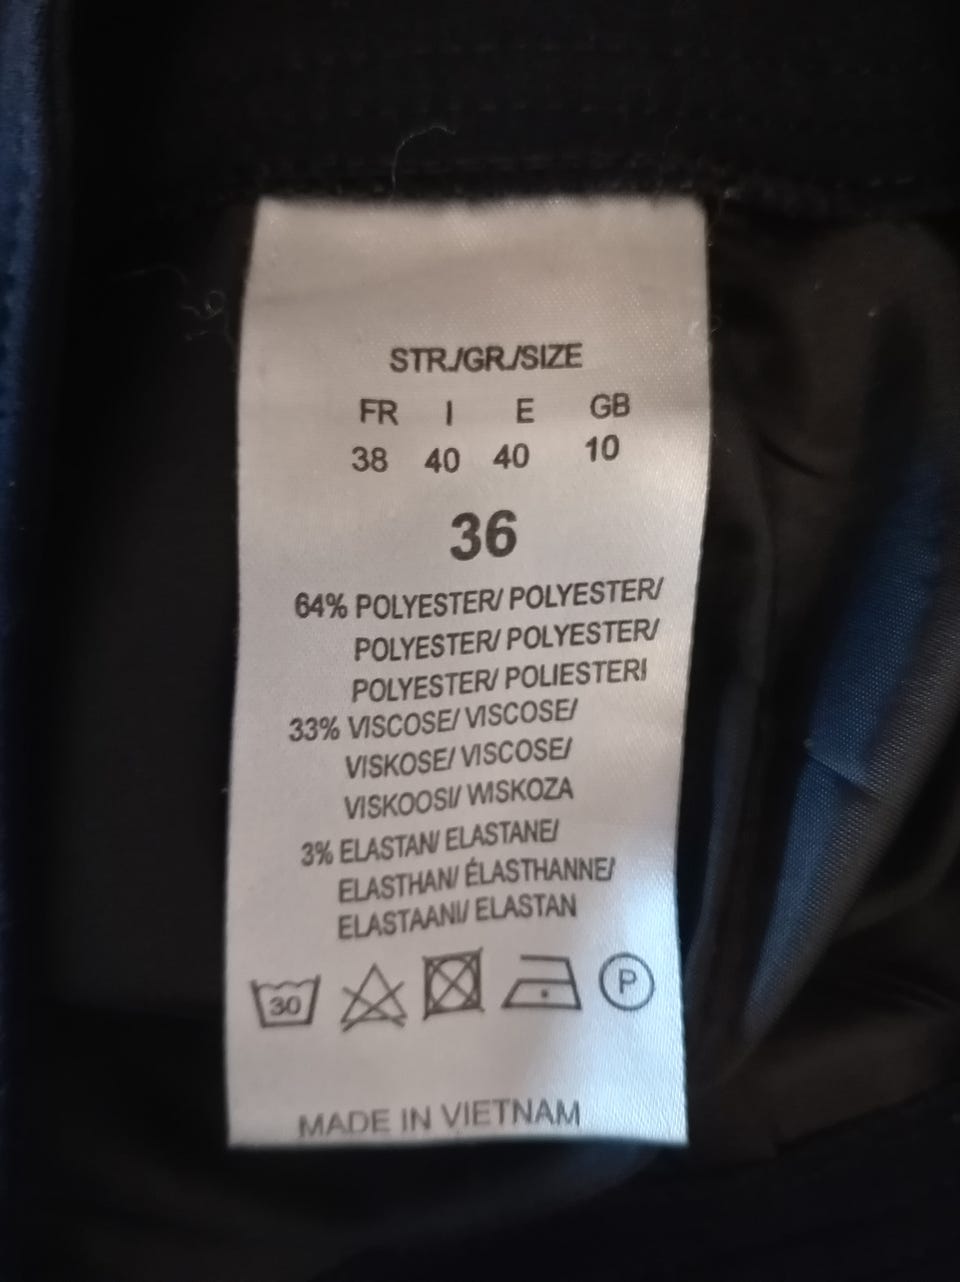 STR./GR./SIZE
FR I E GB
38 40 40 10
36
64% POLYESTER/ POLYESTER/
POLYESTER/ POLYESTER/
POLYESTER/ POLIESTERI
33% VISCOSE/ VISCOSE/
VISKOSE/ VISCOSE/
VISKOOSI/ WISKOZA
3% ELASTAN/ ELASTANE/
ELASTHAN/ ÉLASTHANNE/
ELASTAANI/ ELASTAN
30 P
MADE IN VIETNAM